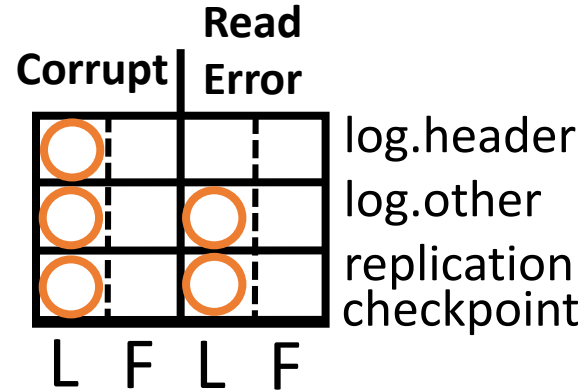 Read
Corrupt Error
log.header
log.other
replication
checkpoint
L F L F